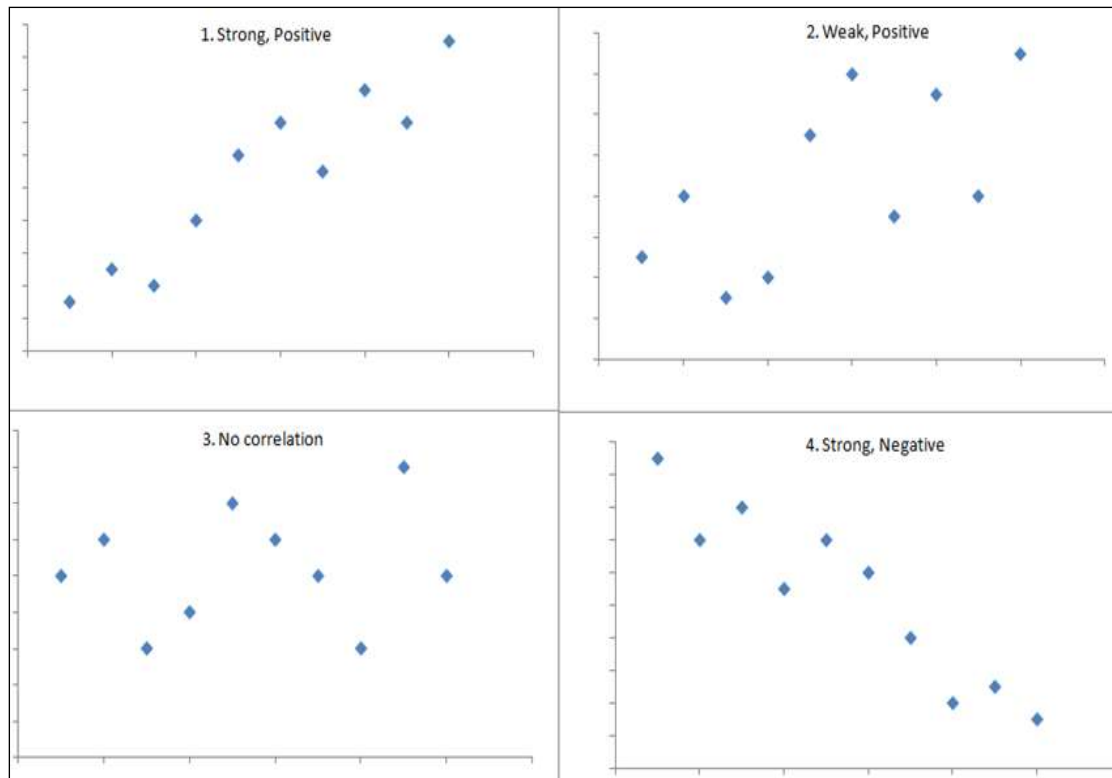 1. Strong, Positive
2. Weak, Positive
3. No correlation
4. Strong, Negative